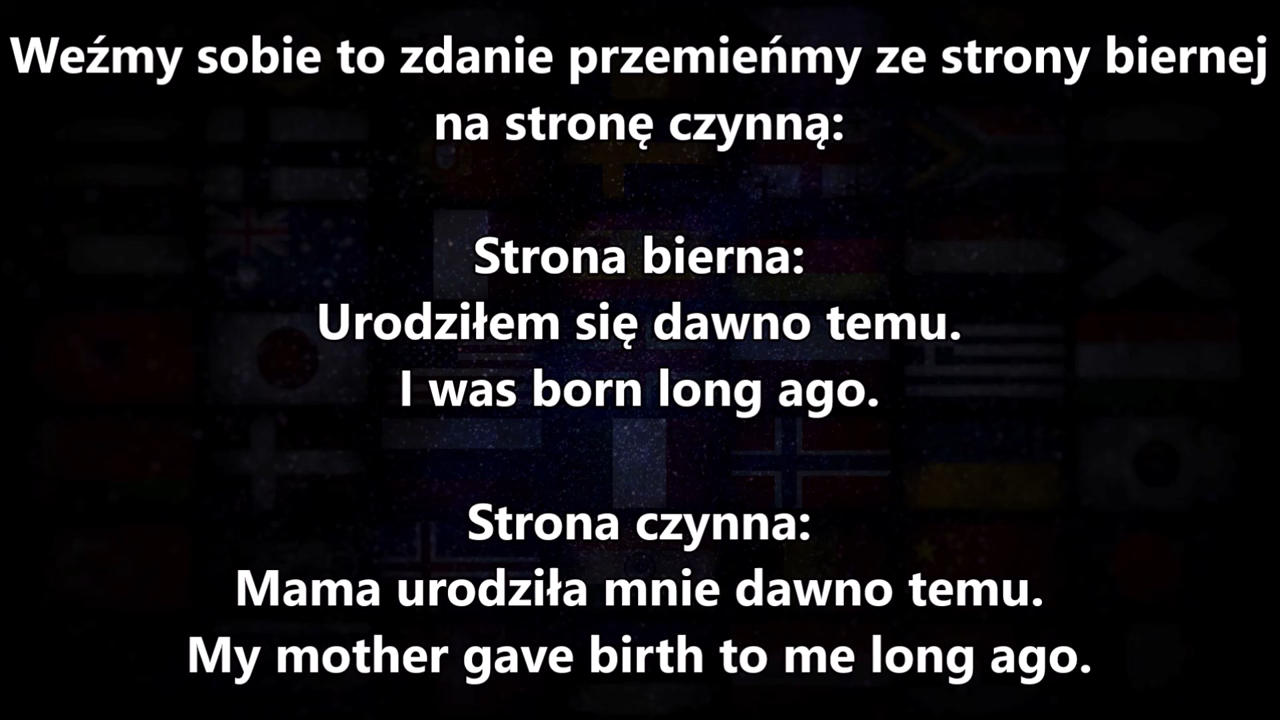 Weźmy sobie to zdanie przemieńmy ze strony biernej
na stronę czynną:
Strona bierna:
Urodziłem się dawno temu.
I was born long ago.
Strona czynna:
Mama urodziła mnie dawno temu.
My mother gave birth to me long ago.